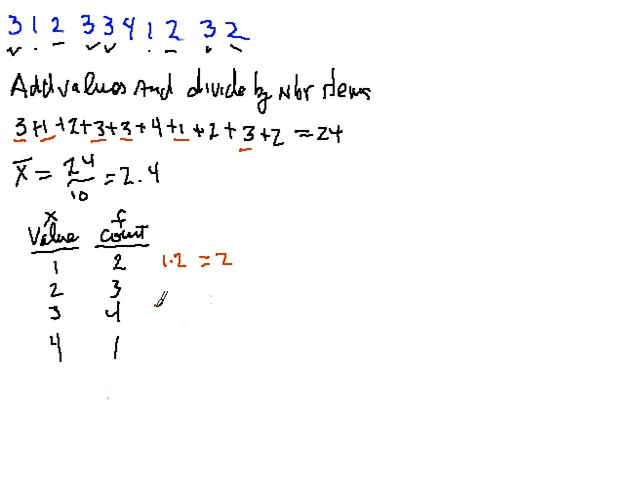 3 1 2 3 3 4 1 2 3 2
Add values And divide by Nbr items
3+1+2+3+3+4+1+2+3+2 = 24
x̄ = 24/10 = 2.4
x f
Value count
1 2 1·2 = 2
2 3
3 4
4 1